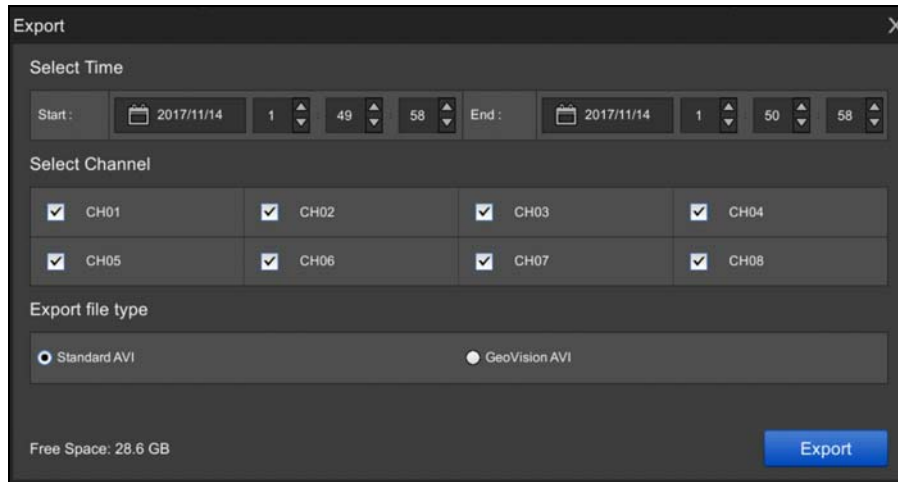 Export X
Select Time
Start : 2017/11/14 1 : 49 : 58 End : 2017/11/14 1 : 50 : 58
Select Channel
CH01 CH02 CH03 CH04
CH05 CH06 CH07 CH08
Export file type
Standard AVI GeoVision AVI
Free Space: 28.6 GB Export